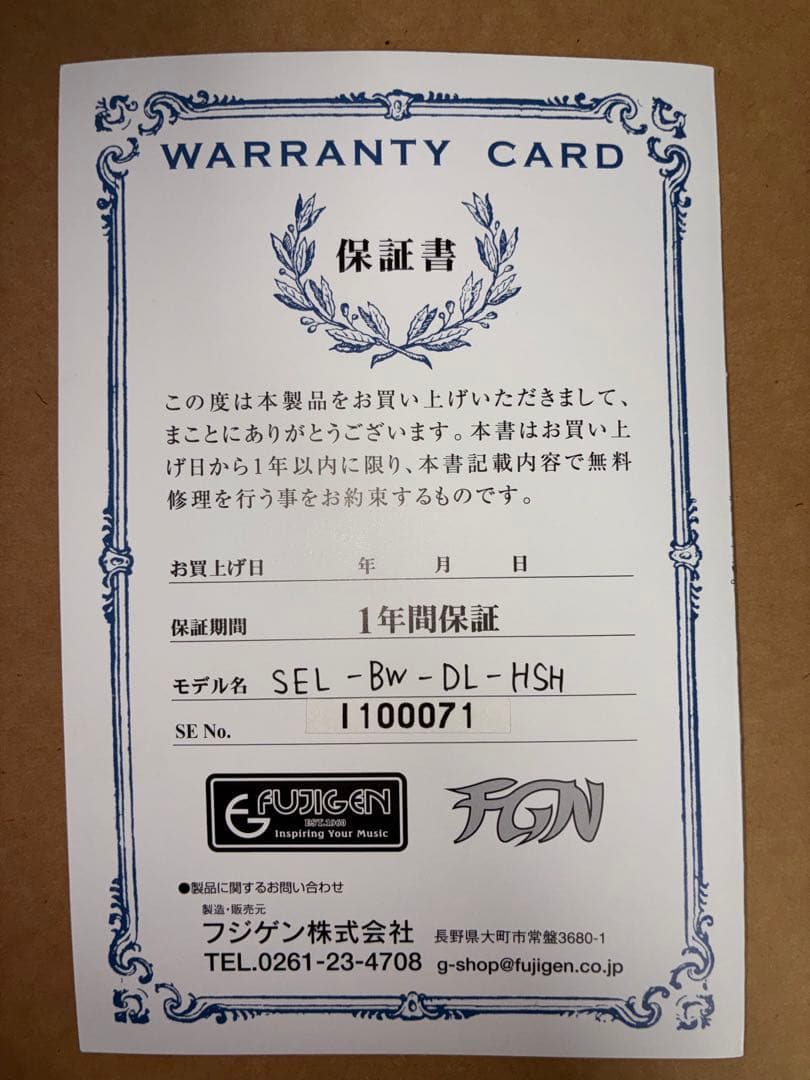 WARRANTY CARD
保証書
この度は本製品をお買い上げいただきまして、
まことにありがとうございます。本書はお買い上
げ日から1年以内に限り、本書記載内容で無料
修理を行う事をお約束するものです。
お買上げ日 年 月 日
保証期間 1年間保証
モデル名 SEL-BW-DL-HSH
SE No. I100071
FUJIGEN
EST.1960
Inspiring Your Music
FGN
●製品に関するお問い合わせ
製造・販売元
フジゲン株式会社 長野県大町市常盤3680-1
TEL.0261-23-4708 g-shop@fujigen.co.jp